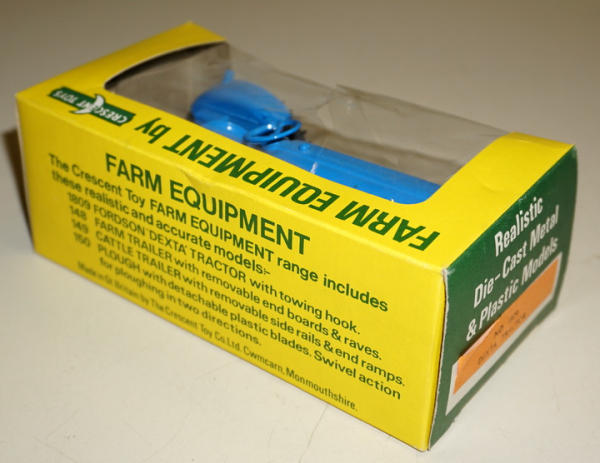 CRESCENT TOYS
FARM EQUIPMENT by
FARM EQUIPMENT
The Crescent Toy FARM EQUIPMENT range includes
these realistic and accurate models:-
1809 FORDSON 'DEXTA' TRACTOR with towing hook.
148 FARM TRAILER with removable end boards & raves.
149 CATTLE TRAILER with removable side rails & end ramps.
150 PLOUGH with detachable plastic blades. Swivel action
for ploughing in two directions.
Made in Gt. Britain by The Crescent Toy Co. Ltd. Cwmcarn, Monmouthshire.
Realistic
Die-Cast Metal
& Plastic Models
DEXTA TRACTOR